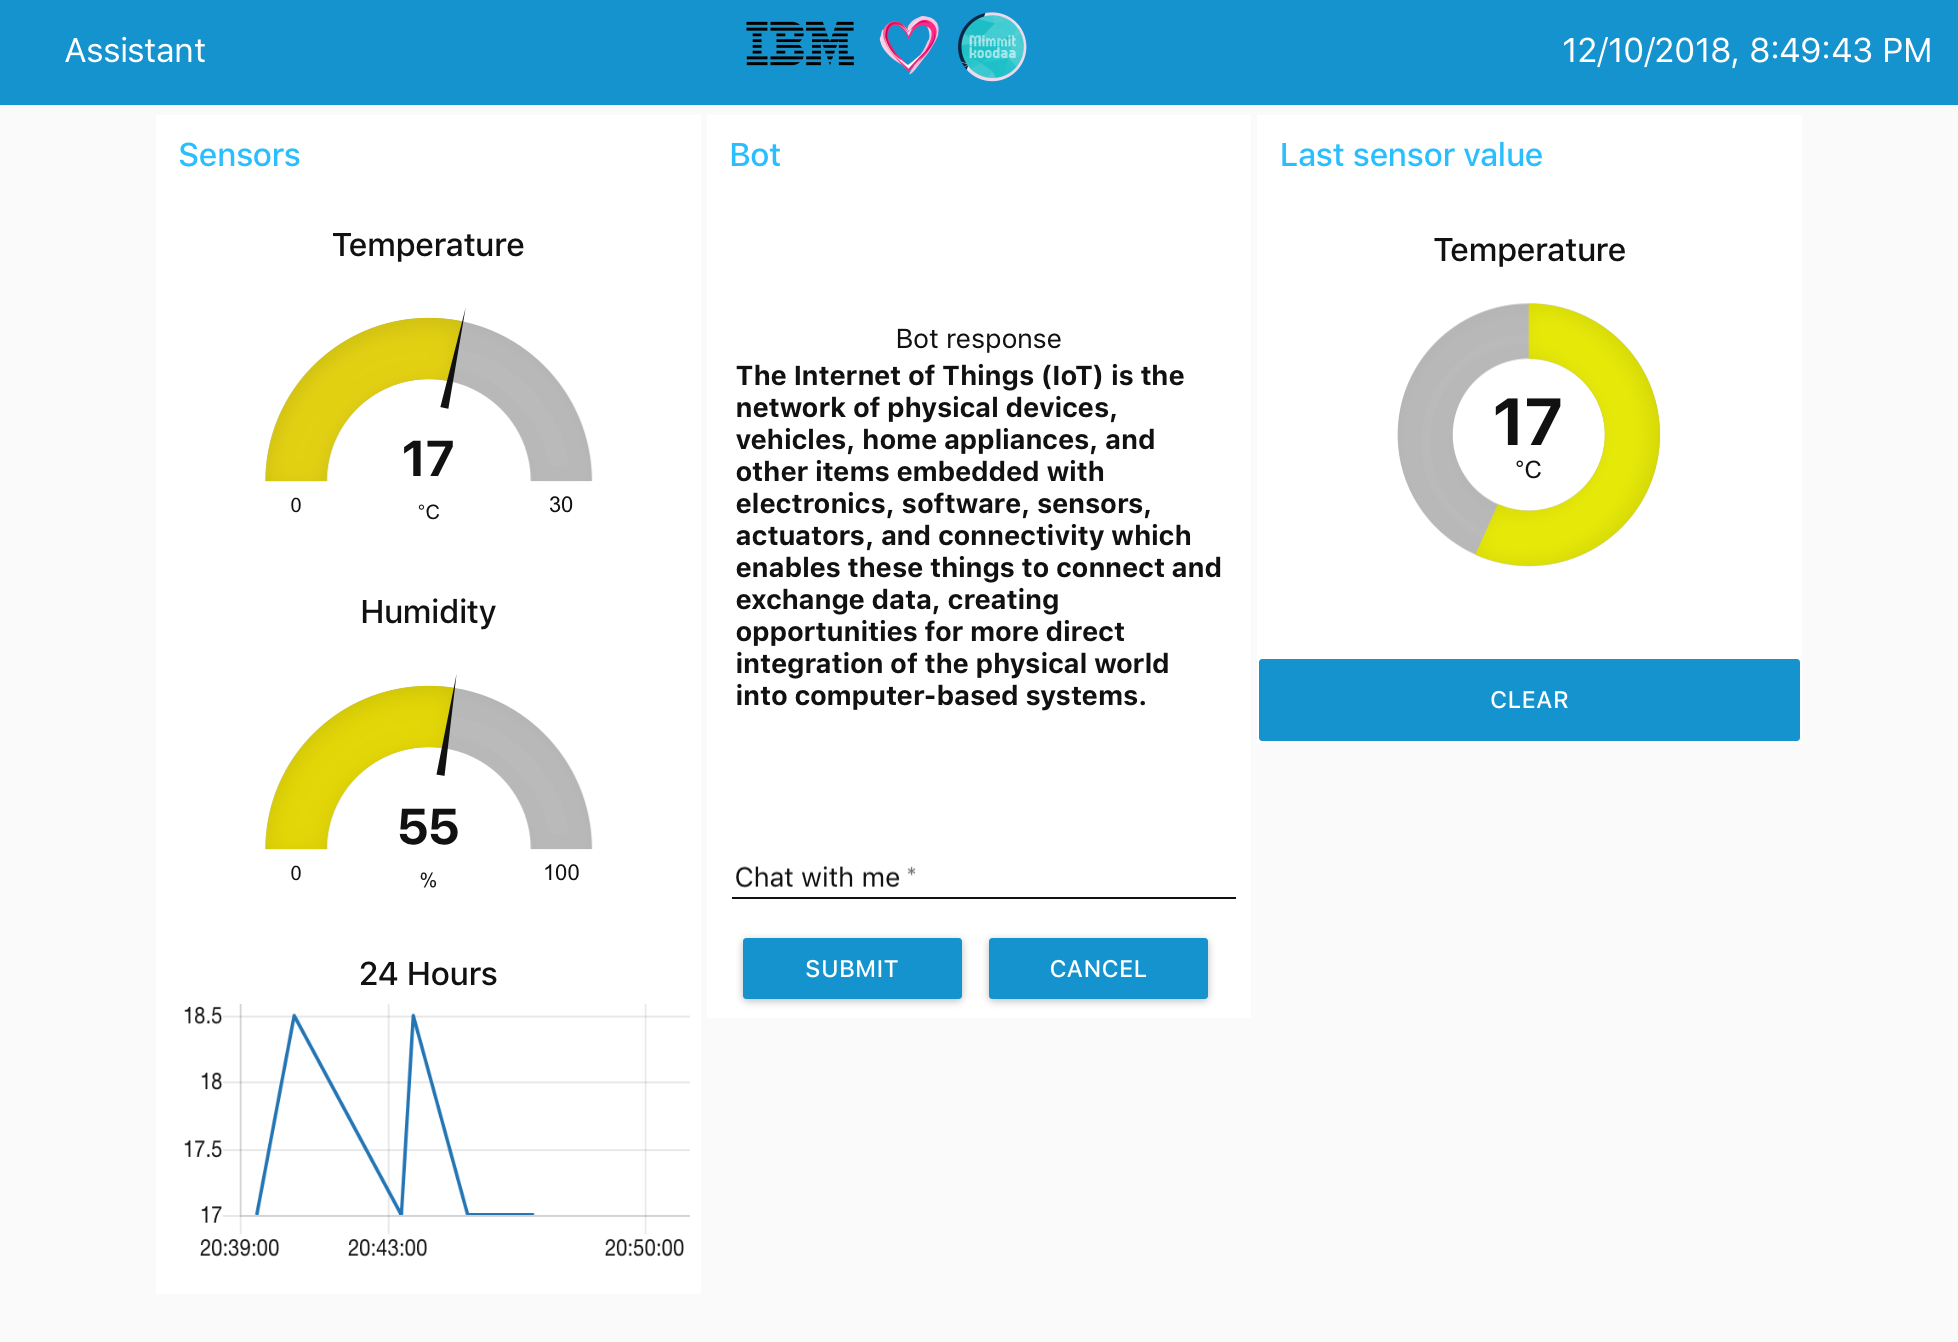 Assistant
IBM
Mimmit
koodaa
12/10/2018, 8:49:43 PM
Sensors
Temperature
17
0
°C
30
Humidity
55
0
%
100
24 Hours
18.5
18
17.5
17
20:39:00
20:43:00
20:50:00
Bot
Bot response
The Internet of Things (IoT) is the
network of physical devices,
vehicles, home appliances, and
other items embedded with
electronics, software, sensors,
actuators, and connectivity which
enables these things to connect and
exchange data, creating
opportunities for more direct
integration of the physical world
into computer-based systems.
Chat with me *
SUBMIT
CANCEL
Last sensor value
Temperature
17
°C
CLEAR